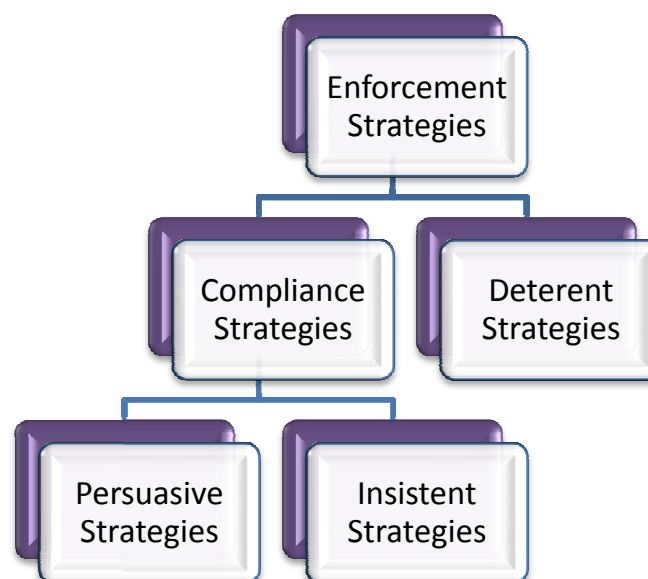 Enforcement
Strategies
Compliance
Strategies
Deterent
Strategies
Persuasive
Strategies
Insistent
Strategies